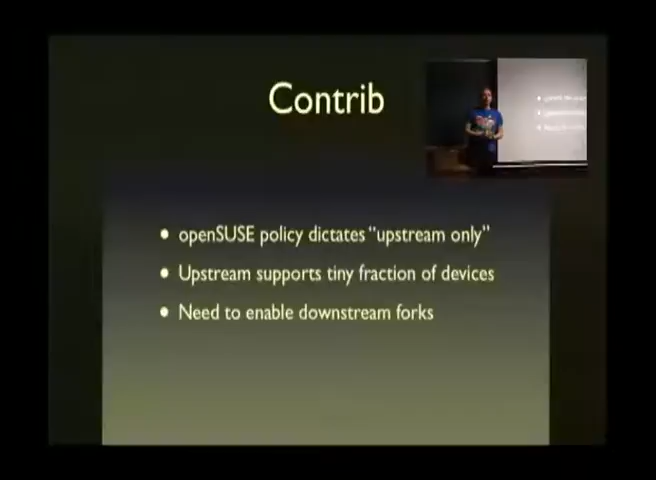 Contrib
• openSUSE policy dictates “upstream only”
• Upstream supports tiny fraction of devices
• Need to enable downstream forks